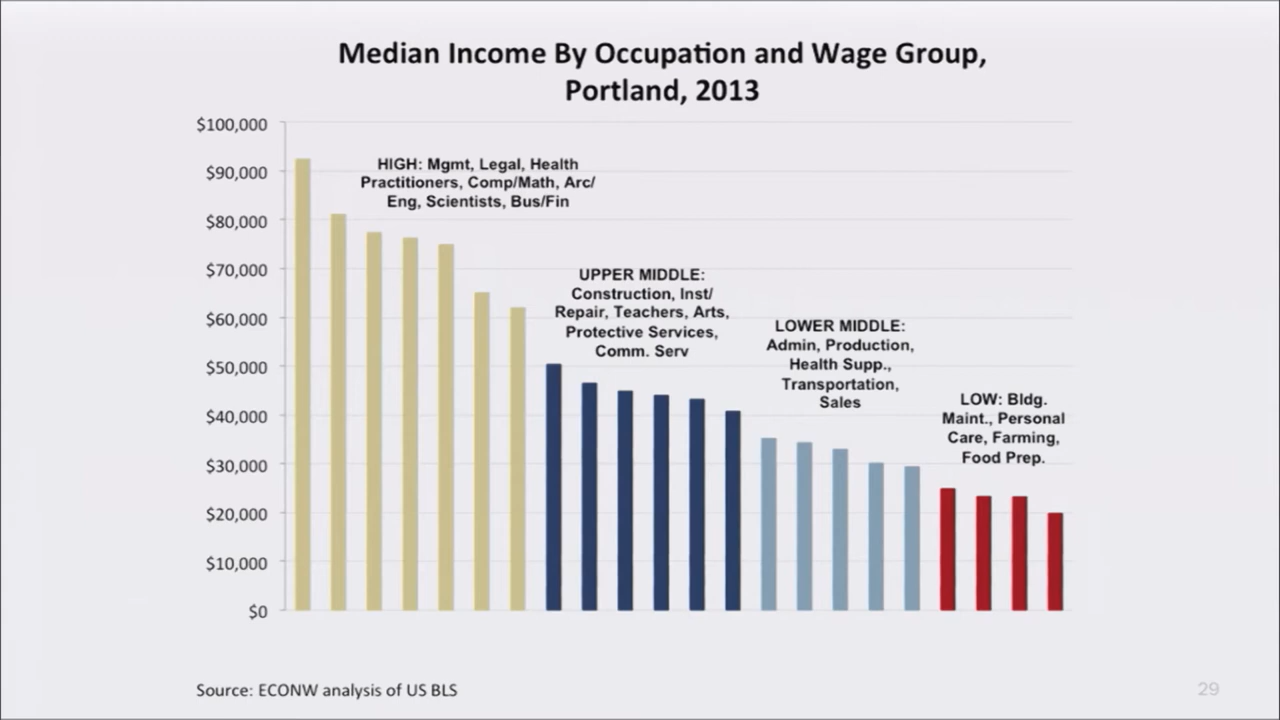 Median Income By Occupation and Wage Group,
Portland, 2013
$100,000
$90,000
$80,000
$70,000
$60,000
$50,000
$40,000
$30,000
$20,000
$10,000
$0
HIGH: Mgmt, Legal, Health
Practitioners, Comp/Math, Arc/
Eng, Scientists, Bus/Fin
UPPER MIDDLE:
Construction, Inst/
Repair, Teachers, Arts,
Protective Services,
Comm. Serv
LOWER MIDDLE:
Admin, Production,
Health Supp.,
Transportation,
Sales
LOW: Bldg.
Maint., Personal
Care, Farming,
Food Prep.
Source: ECONW analysis of US BLS
29